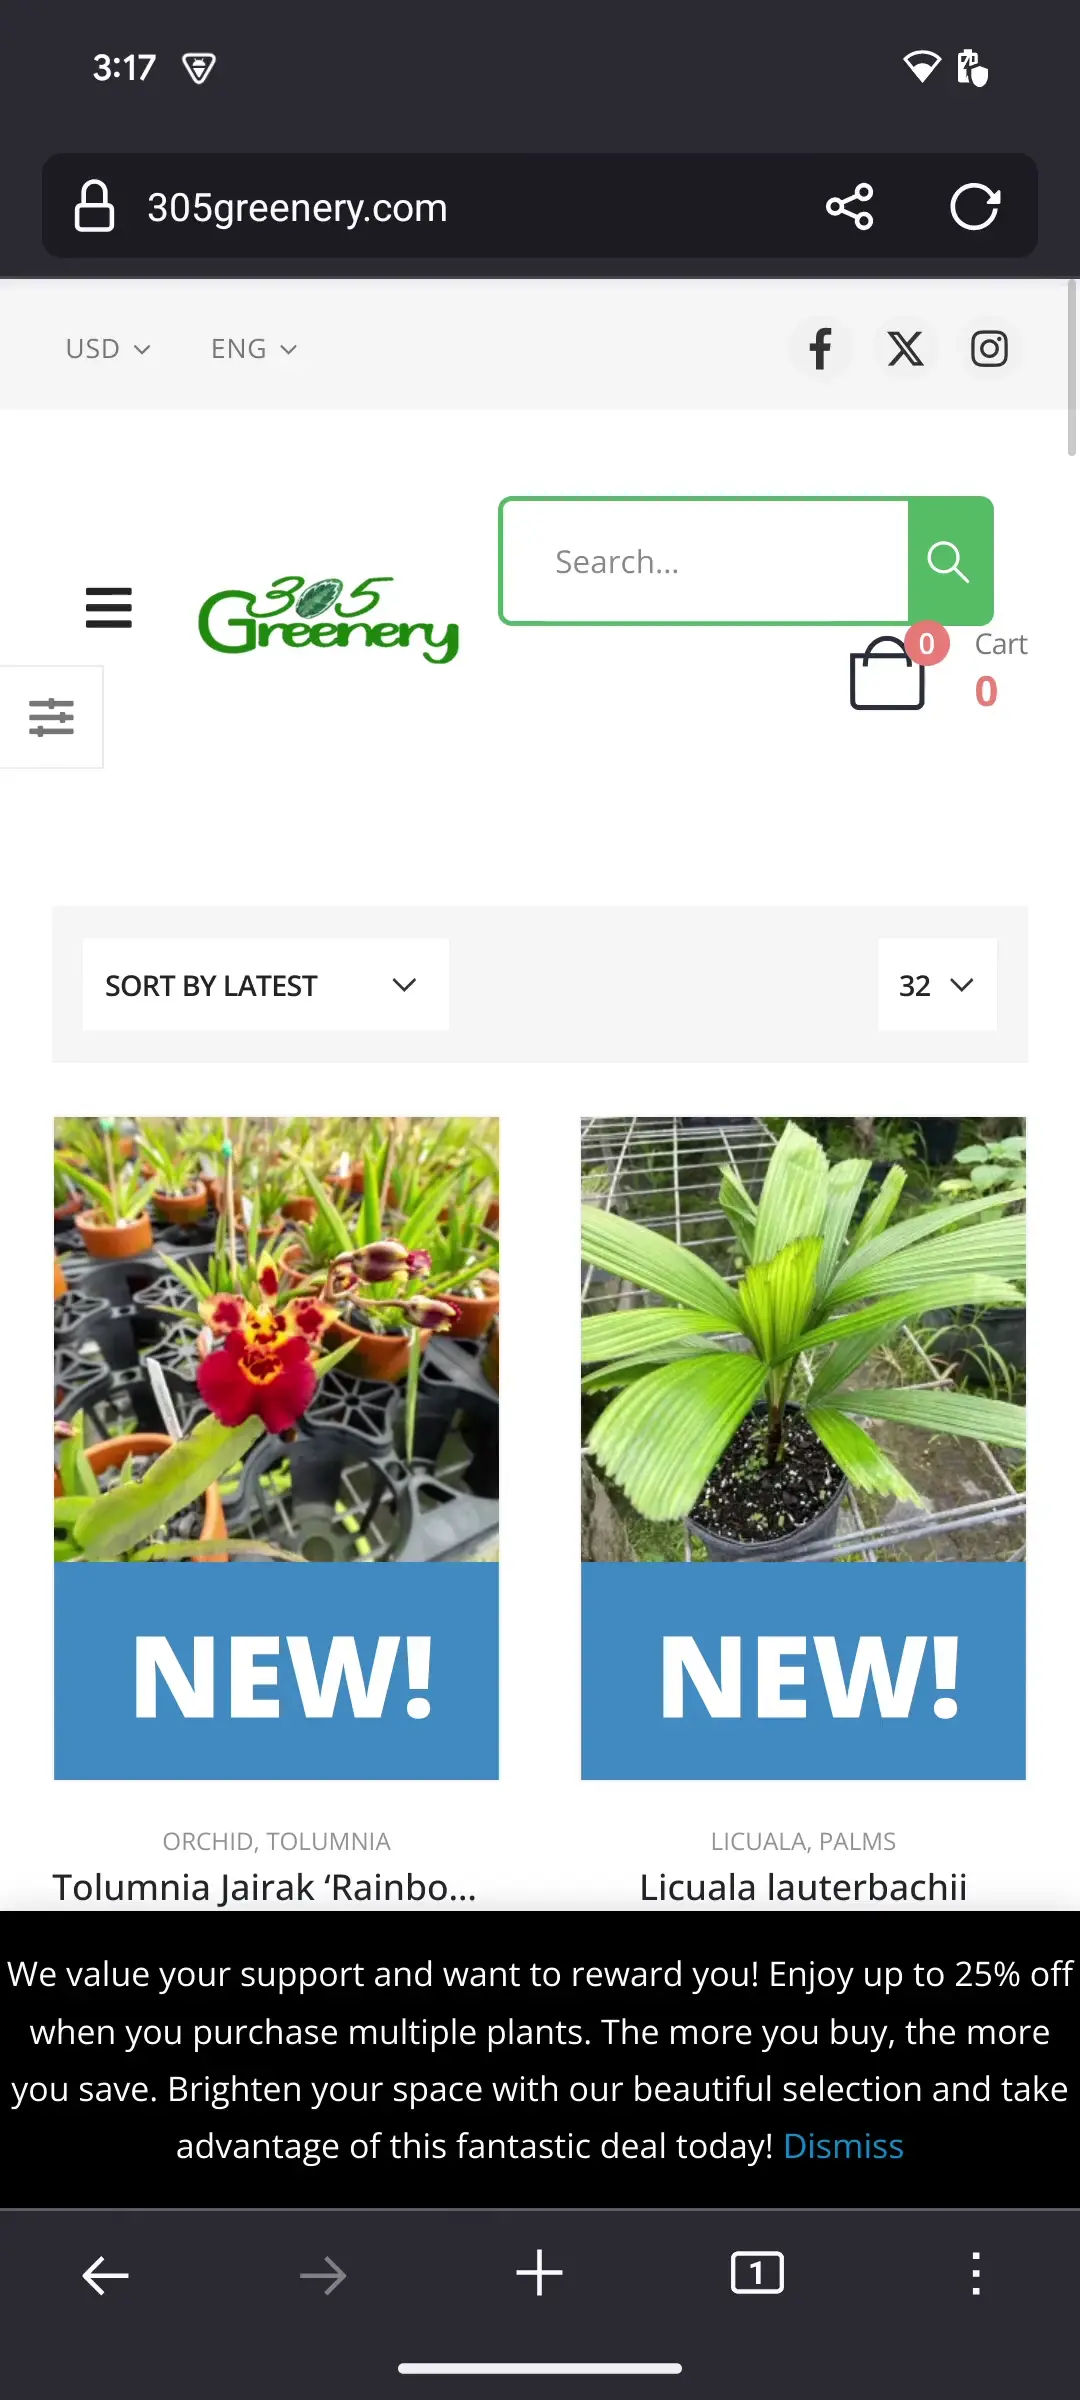 3:17
305greenery.com
USD
ENG
305
Greenery
Search...
0
Cart
0
SORT BY LATEST
32
NEW!
NEW!
ORCHID, TOLUMNIA
Tolumnia Jairak ‘Rainbo...
LICUALA, PALMS
Licuala lauterbachii
We value your support and want to reward you! Enjoy up to 25% off
when you purchase multiple plants. The more you buy, the more
you save. Brighten your space with our beautiful selection and take
advantage of this fantastic deal today! Dismiss
1